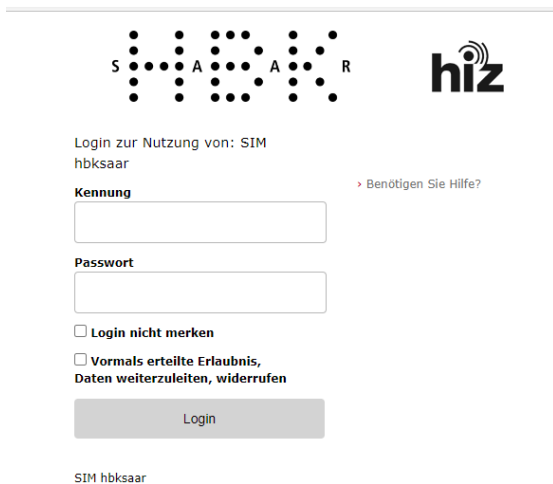 HBK
S A A R
hiz
Login zur Nutzung von: SIM
hbksaar
› Benötigen Sie Hilfe?
Kennung
Passwort
Login nicht merken
Vormals erteilte Erlaubnis,
Daten weiterzuleiten, widerrufen
Login
SIM hbksaar